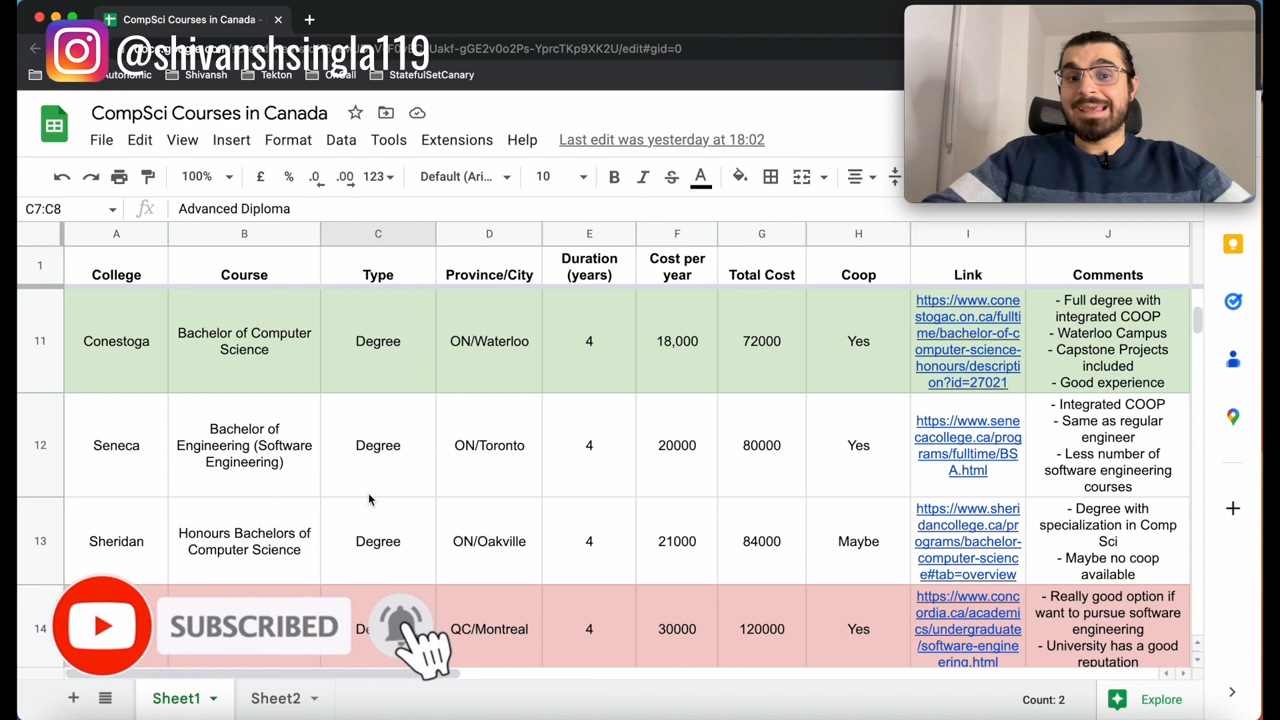 CompSci Courses in Canada -
@shivanshsingla119
Uakf-gGE2v0o2Ps-YprcTKp9XK2U/edit#gid=0
Shivansh
Tekton
OnCall
StatefulSetCanary
CompSci Courses in Canada
File Edit View Insert Format Data Tools Extensions Help Last edit was yesterday at 18:02
100% £ % .0 .00 123 Default (Ari... 10 B I S A
C7:C8 fx Advanced Diploma
A B C D E F G H I J
1 College Course Type Province/City Duration (years) Cost per year Total Cost Coop Link Comments
11 Conestoga Bachelor of Computer Science Degree ON/Waterloo 4 18,000 72000 Yes https://www.conestogac.on.ca/fulltime/bachelor-of-computer-science-honours/description?id=27021 - Full degree with integrated COOP - Waterloo Campus - Capstone Projects included - Good experience
12 Seneca Bachelor of Engineering (Software Engineering) Degree ON/Toronto 4 20000 80000 Yes https://www.senecacollege.ca/programs/fulltime/BSA.html - Integrated COOP - Same as regular engineer - Less number of software engineering courses
13 Sheridan Honours Bachelors of Computer Science Degree ON/Oakville 4 21000 84000 Maybe https://www.sheridancollege.ca/programs/bachelor-computer-science#tab=overview - Degree with specialization in Comp Sci - Maybe no coop available
14 QC/Montreal 4 30000 120000 Yes https://www.concordia.ca/academics/undergraduate/software-engineering.html - Really good option if want to pursue software engineering - University has a good reputation
SUBSCRIBED
Sheet1 Sheet2 Count: 2 Explore